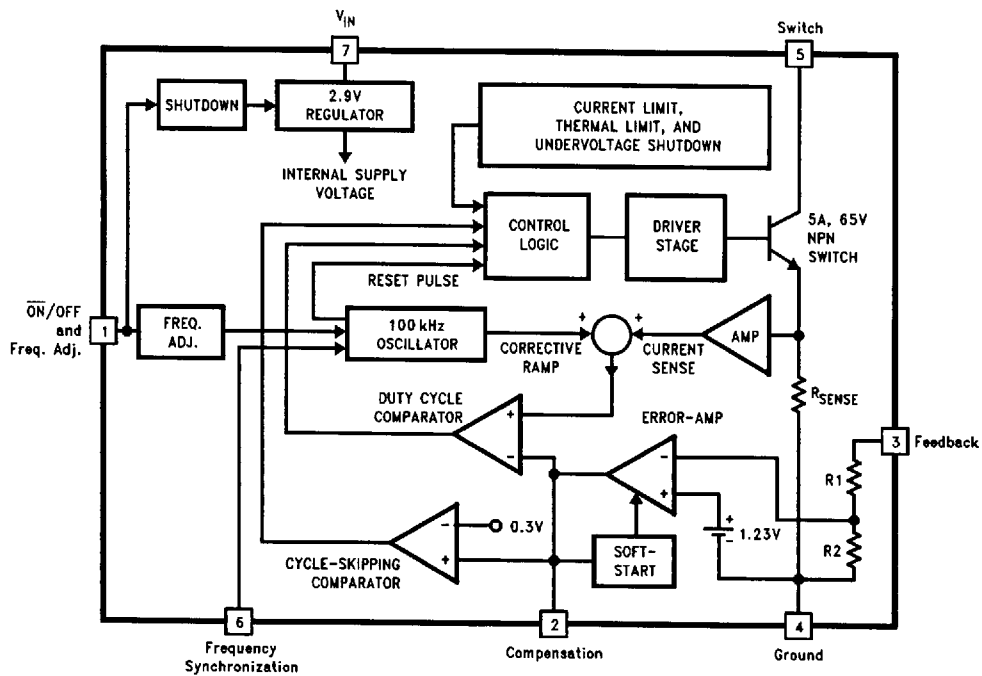 V_IN
Switch
7
5
SHUTDOWN
2.9V
REGULATOR
CURRENT LIMIT,
THERMAL LIMIT, AND
UNDERVOLTAGE SHUTDOWN
INTERNAL SUPPLY
VOLTAGE
CONTROL
LOGIC
DRIVER
STAGE
5A, 65V
NPN
SWITCH
RESET PULSE
ON/OFF
and
Freq. Adj.
1
FREQ.
ADJ.
100 kHz
OSCILLATOR
+
+
CORRECTIVE
RAMP
CURRENT
SENSE
AMP
R_SENSE
DUTY CYCLE
COMPARATOR
+
−
ERROR-AMP
−
+
3
Feedback
R1
R2
+
−
1.23V
−
0.3V
+
CYCLE-SKIPPING
COMPARATOR
SOFT-
START
6
2
4
Frequency
Synchronization
Compensation
Ground